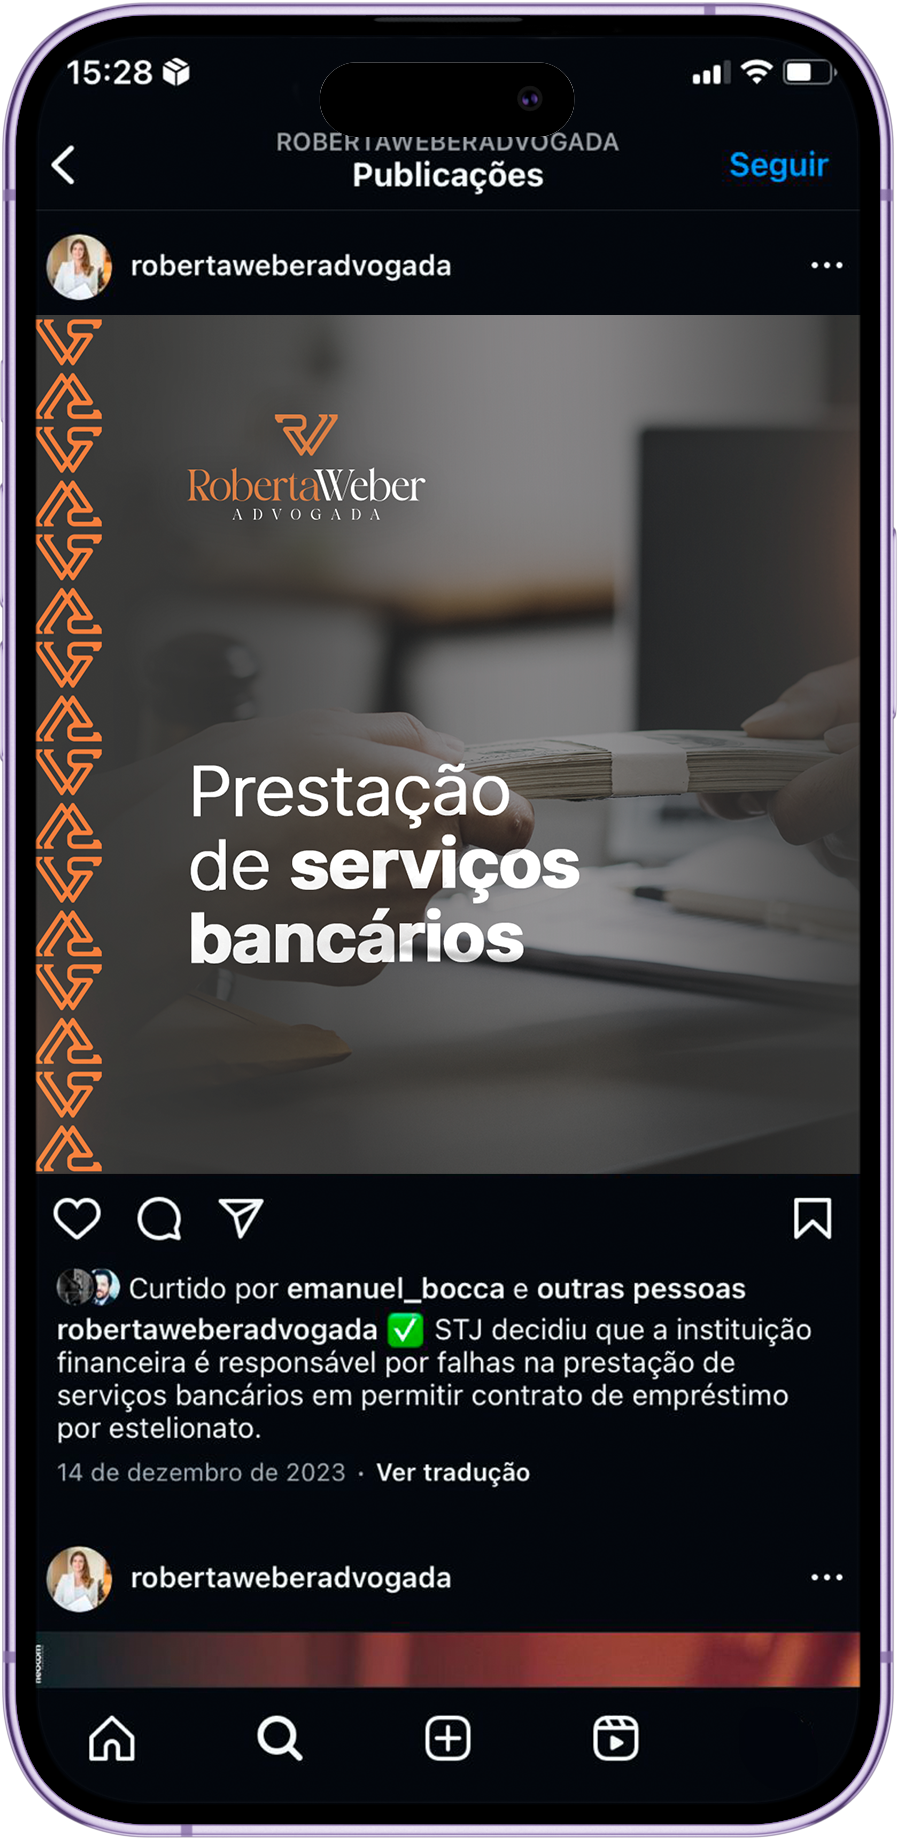 15:28
ROBERTAWEBERADVOGADA
Publicações
Seguir
robertaweberadvogada
RobertaWeber
ADVOGADA
Prestação
de serviços
bancários
Curtido por emanuel_bocca e outras pessoas
robertaweberadvogada ✅ STJ decidiu que a instituição
financeira é responsável por falhas na prestação de
serviços bancários em permitir contrato de empréstimo
por estelionato.
14 de dezembro de 2023 · Ver tradução
robertaweberadvogada
neocom